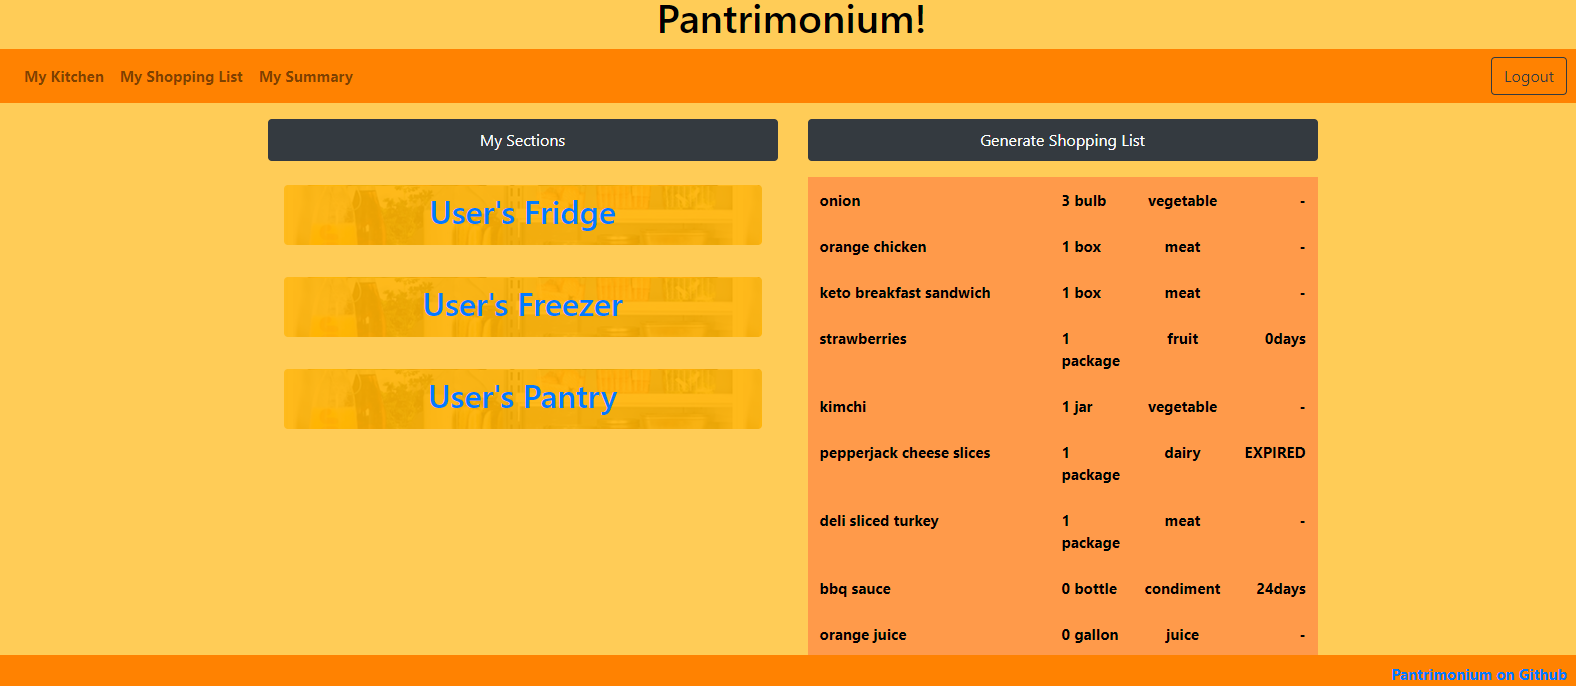 Pantrimonium!
My Kitchen My Shopping List My Summary Logout
My Sections
User's Fridge
User's Freezer
User's Pantry
Generate Shopping List
onion 3 bulb vegetable -
orange chicken 1 box meat -
keto breakfast sandwich 1 box meat -
strawberries 1 fruit 0days
package
kimchi 1 jar vegetable -
pepperjack cheese slices 1 dairy EXPIRED
package
deli sliced turkey 1 meat -
package
bbq sauce 0 bottle condiment 24days
orange juice 0 gallon juice -
Pantrimonium on Github